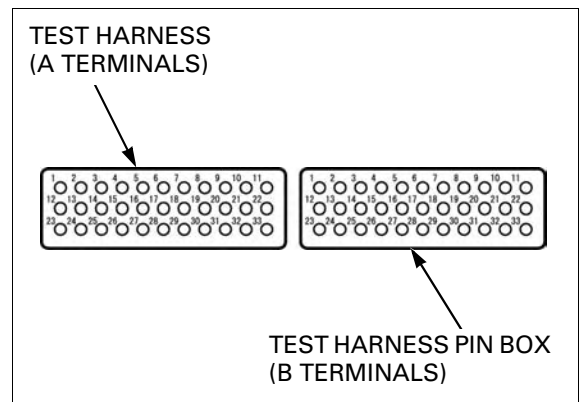 TEST HARNESS
(A TERMINALS)
1 2 3 4 5 6 7 8 9 10 11
12 13 14 15 16 17 18 19 20 21 22
23 24 25 26 27 28 29 30 31 32 33
1 2 3 4 5 6 7 8 9 10 11
12 13 14 15 16 17 18 19 20 21 22
23 24 25 26 27 28 29 30 31 32 33
TEST HARNESS PIN BOX
(B TERMINALS)